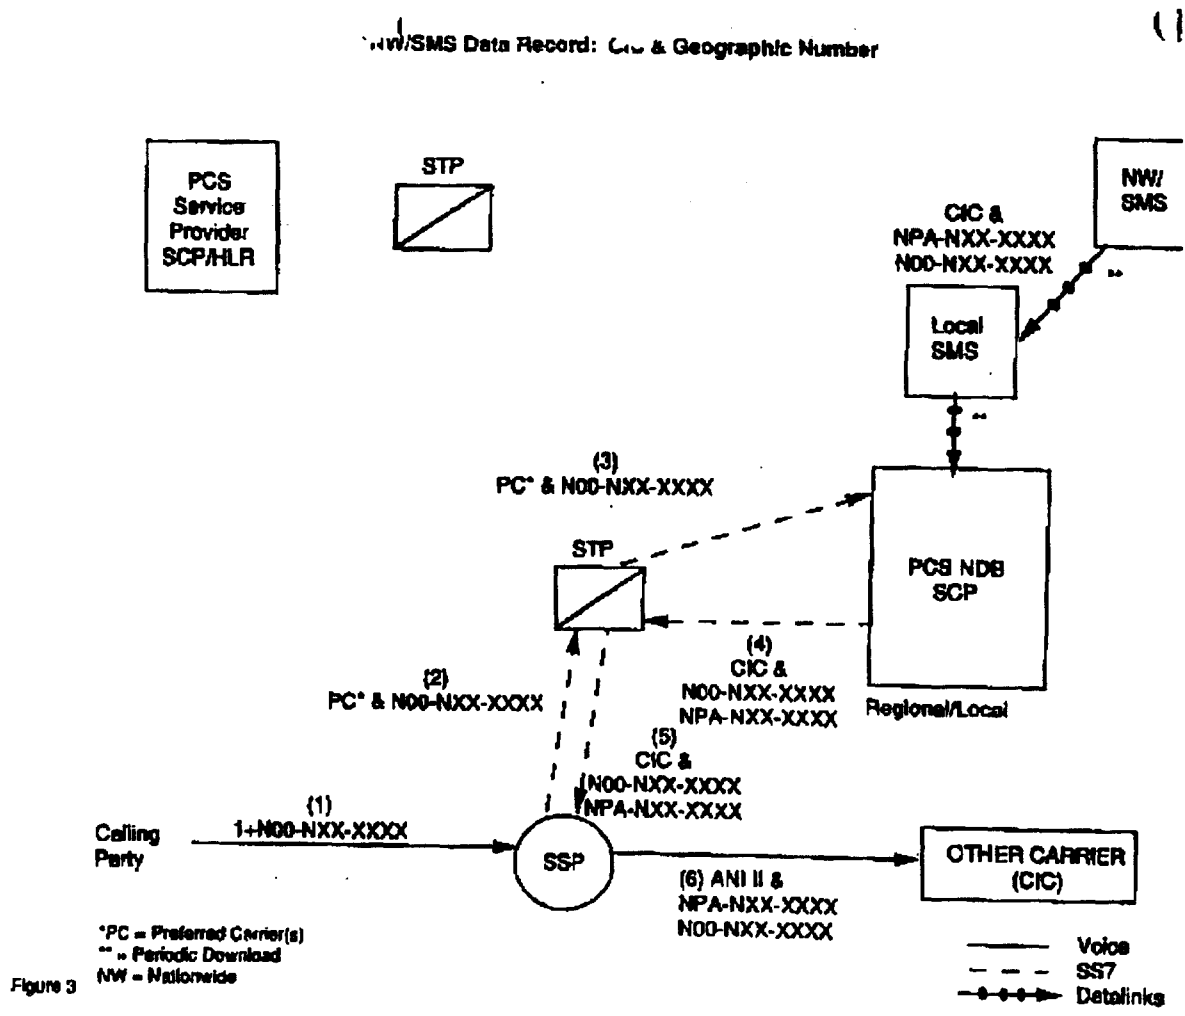 NW/SMS Data Record: CIC & Geographic Number
PCS
Service
Provider
SCP/HLR
STP
NW/
SMS
CIC &
NPA-NXX-XXXX
N00-NXX-XXXX
**
Local
SMS
**
(3)
PC* & N00-NXX-XXXX
STP
PCS NDB
SCP
(4)
CIC &
N00-NXX-XXXX
NPA-NXX-XXXX
Regional/Local
(2)
PC* & N00-NXX-XXXX
(5)
CIC &
N00-NXX-XXXX
NPA-NXX-XXXX
Calling
Party
(1)
1+N00-NXX-XXXX
SSP
OTHER CARRIER
(CIC)
(6) ANI II &
NPA-NXX-XXXX
N00-NXX-XXXX
*PC = Preferred Carrier(s)
** = Periodic Download
NW = Nationwide
Figure 3
Voice
SS7
Datalinks